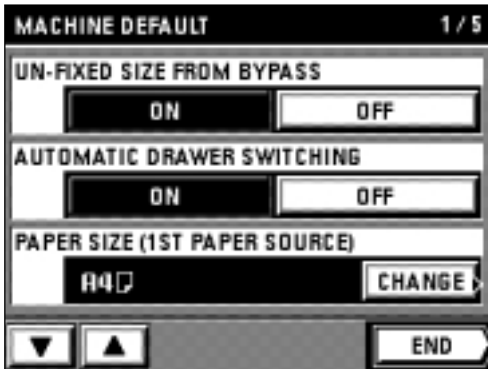 MACHINE DEFAULT 1/5
UN-FIXED SIZE FROM BYPASS
ON OFF
AUTOMATIC DRAWER SWITCHING
ON OFF
PAPER SIZE (1ST PAPER SOURCE)
A4 CHANGE
END